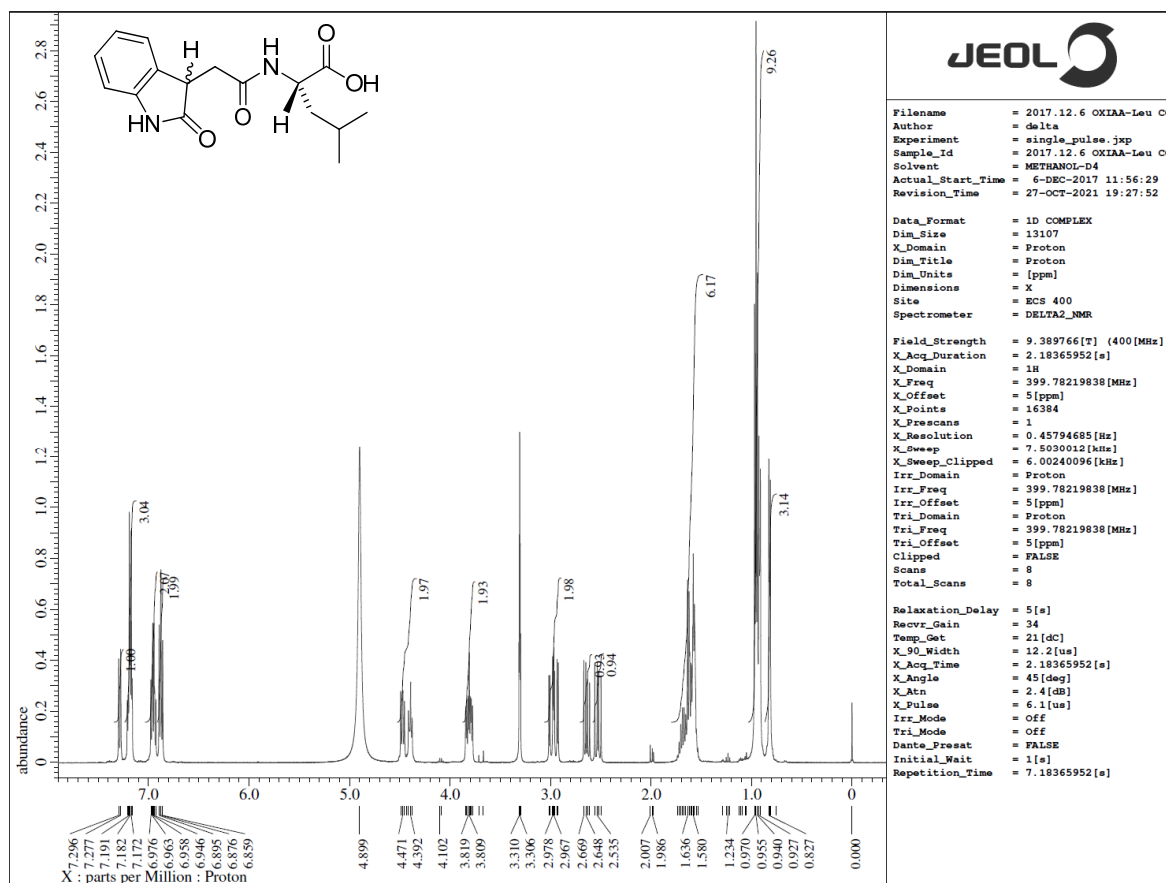 H
H
N
O
OH
O
N
H
O
H
JEOL
Filename = 2017.12.6 OXIAA-Leu C
Author = delta
Experiment = single_pulse.jxp
Sample_Id = 2017.12.6 OXIAA-Leu C
Solvent = METHANOL-D4
Actual_Start_Time = 6-DEC-2017 11:56:29
Revision_Time = 27-OCT-2021 19:27:52
Data_Format = 1D COMPLEX
Dim_Size = 13107
X_Domain = Proton
Dim_Title = Proton
Dim_Units = [ppm]
Dimensions = X
Site = ECS 400
Spectrometer = DELTA2_NMR
Field_Strength = 9.389766[T] (400[MHz]
X_Acq_Duration = 2.18365952[s]
X_Domain = 1H
X_Freq = 399.78219838[MHz]
X_Offset = 5[ppm]
X_Points = 16384
X_Prescans = 1
X_Resolution = 0.45794685[Hz]
X_Sweep = 7.5030012[kHz]
X_Sweep_Clipped = 6.00240096[kHz]
Irr_Domain = Proton
Irr_Freq = 399.78219838[MHz]
Irr_Offset = 5[ppm]
Tri_Domain = Proton
Tri_Freq = 399.78219838[MHz]
Tri_Offset = 5[ppm]
Clipped = FALSE
Scans = 8
Total_Scans = 8
Relaxation_Delay = 5[s]
Recvr_Gain = 34
Temp_Get = 21[dC]
X_90_Width = 12.2[us]
X_Acq_Time = 2.18365952[s]
X_Angle = 45[deg]
X_Atn = 2.4[dB]
X_Pulse = 6.1[us]
Irr_Mode = Off
Tri_Mode = Off
Dante_Presat = FALSE
Initial_Wait = 1[s]
Repetition_Time = 7.18365952[s]
abundance
2.8
2.6
2.4
2.2
2.0
1.8
1.6
1.4
1.2
1.0
0.8
0.6
0.4
0.2
0
1.00
3.04
2.07
1.99
1.97
1.93
1.98
0.93
0.94
6.17
9.26
3.14
7.0 6.0 5.0 4.0 3.0 2.0 1.0 0
7.296
7.277
7.191
7.182
7.172
6.976
6.963
6.958
6.946
6.895
6.876
6.859
4.899
4.471
4.392
4.102
3.819
3.809
3.310
3.306
2.978
2.967
2.669
2.648
2.535
2.007
1.986
1.636
1.580
1.234
0.970
0.955
0.940
0.927
0.827
0.000
X : parts per Million : Proton